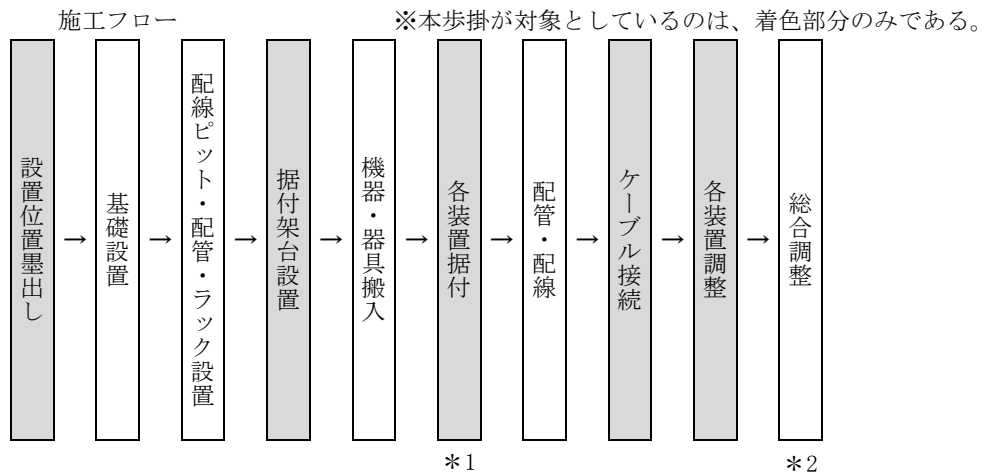 施工フロー
※本歩掛が対象としているのは、着色部分のみである。
設置位置墨出し
→
基礎設置
→
配線ピット・配管・ラック設置
→
据付架台設置
→
機器・器具搬入
→
各装置据付
→
配管・配線
→
ケーブル接続
→
各装置調整
→
総合調整
＊1
＊2